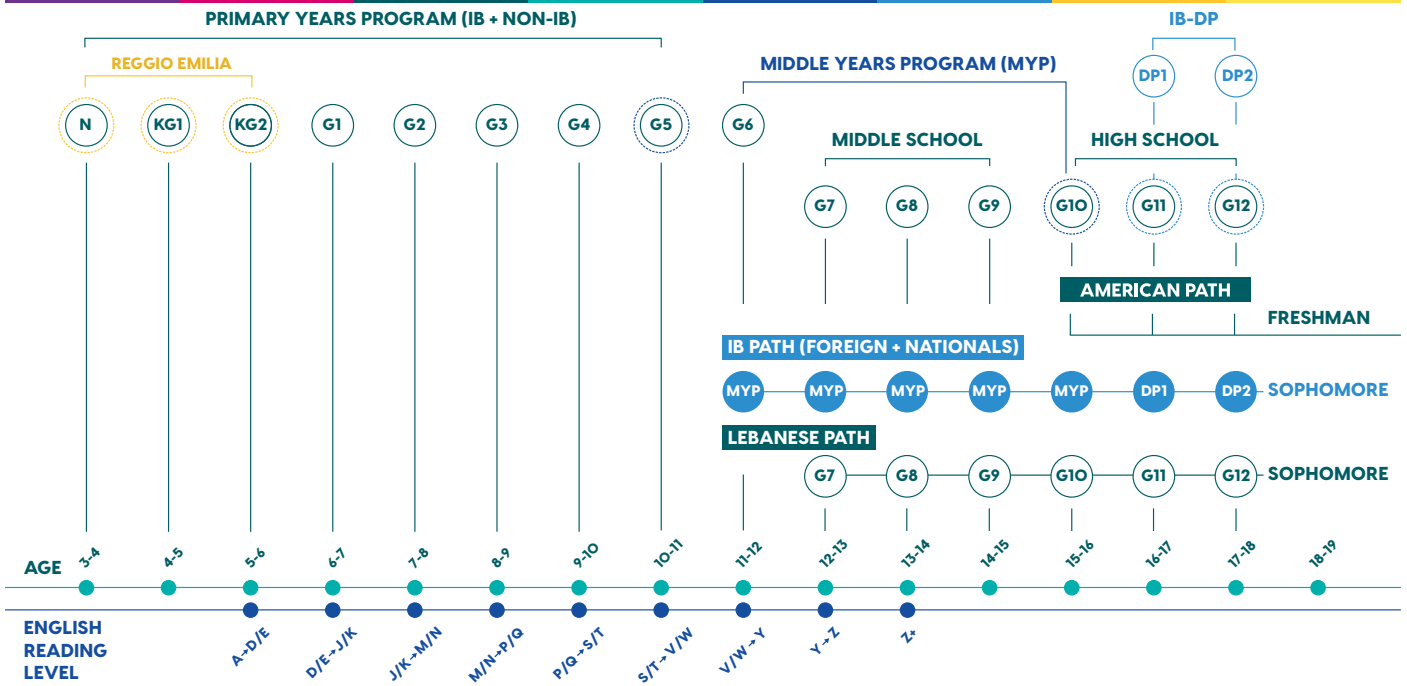 PRIMARY YEARS PROGRAM (IB + NON-IB)
IB-DP
REGGIO EMILIA
MIDDLE YEARS PROGRAM (MYP)
DP1 DP2
N KG1 KG2 G1 G2 G3 G4 G5 G6
MIDDLE SCHOOL HIGH SCHOOL
G7 G8 G9 G10 G11 G12
AMERICAN PATH
FRESHMAN
IB PATH (FOREIGN + NATIONALS)
MYP MYP MYP MYP MYP DP1 DP2 SOPHOMORE
LEBANESE PATH
G7 G8 G9 G10 G11 G12 SOPHOMORE
AGE 3-4 4-5 5-6 6-7 7-8 8-9 9-10 10-11 11-12 12-13 13-14 14-15 15-16 16-17 17-18 18-19
ENGLISH
READING
LEVEL
A→D/E D/E→J/K J/K→M/N M/N→P/Q P/Q→S/T S/T→V/W V/W→Y Y→Z Z+